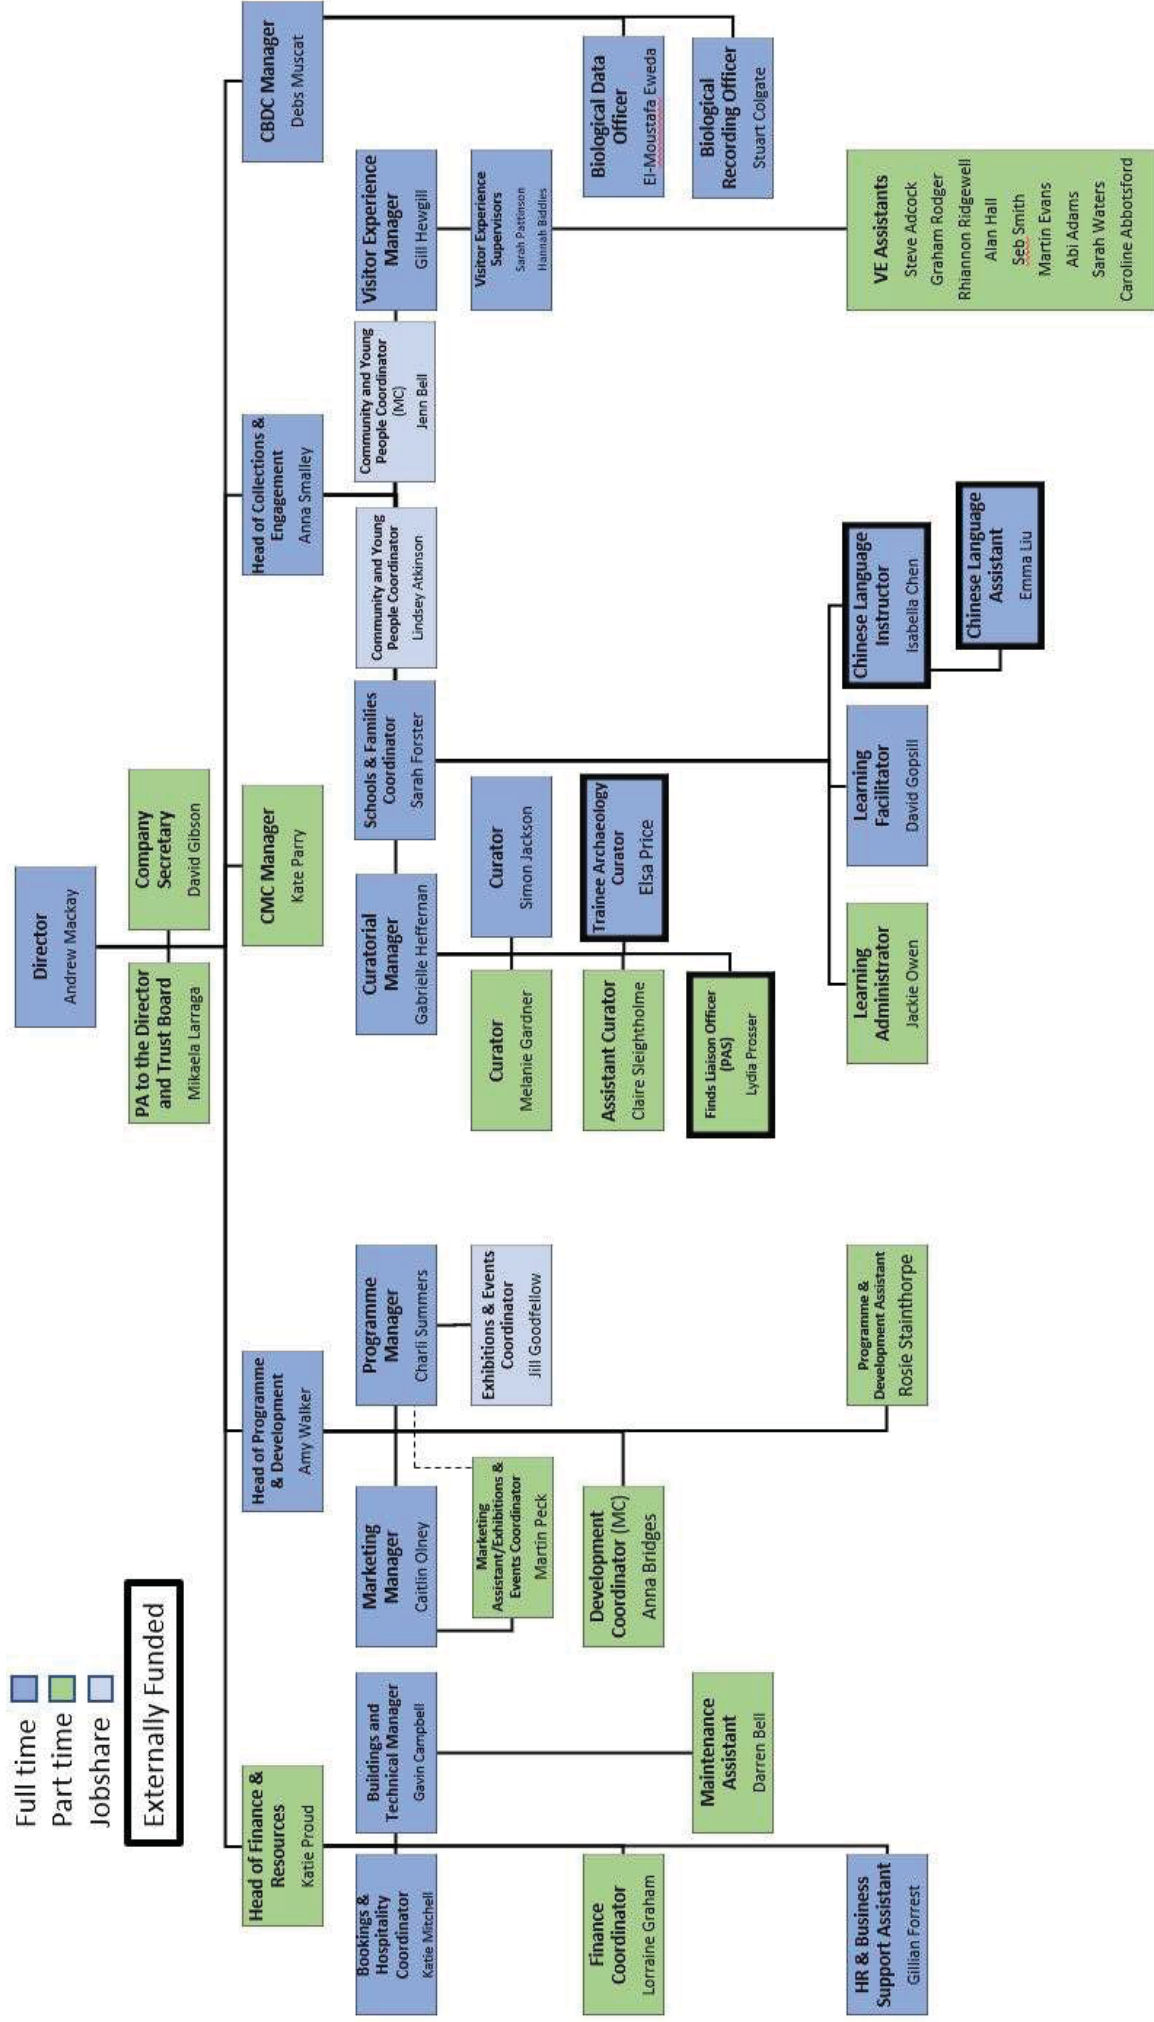 Full time
Part time
Jobshare
Externally Funded
Director
Andrew Mackay
PA to the Director
and Trust Board
Mikaela Larraga
Company
Secretary
David Gibson
Head of Finance &
Resources
Katie Proud
Head of Programme
& Development
Amy Walker
CMC Manager
Kate Parry
Head of Collections &
Engagement
Anna Smalley
CBDC Manager
Debs Muscat
Bookings &
Hospitality
Coordinator
Katie Mitchell
Buildings and
Technical Manager
Gavin Campbell
Marketing
Manager
Caitlin Olney
Programme
Manager
Charli Summers
Curatorial
Manager
Gabrielle Heffernan
Schools & Families
Coordinator
Sarah Forster
Community and Young
People Coordinator
Lindsey Atkinson
Community and Young
People Coordinator
(MC)
Jenn Bell
Visitor Experience
Manager
Gill Hewgill
Marketing
Assistant/Exhibitions &
Events Coordinator
Martin Peck
Exhibitions & Events
Coordinator
Jill Goodfellow
Curator
Melanie Gardner
Curator
Simon Jackson
Visitor Experience
Supervisors
Sarah Pattinson
Hannah Biddles
Finance
Coordinator
Lorraine Graham
Development
Coordinator (MC)
Anna Bridges
Assistant Curator
Claire Sleightholme
Trainee Archaeology
Curator
Elsa Price
Biological Data
Officer
El-Moustafa Eweda
Maintenance
Assistant
Darren Bell
Finds Liaison Officer
(PAS)
Lydia Prosser
Biological
Recording Officer
Stuart Colgate
HR & Business
Support Assistant
Gillian Forrest
Programme &
Development Assistant
Rosie Stainthorpe
Learning
Administrator
Jackie Owen
Learning
Facilitator
David Gopsill
Chinese Language
Instructor
Isabella Chen
VE Assistants
Steve Adcock
Graham Rodger
Rhiannon Ridgewell
Alan Hall
Seb Smith
Martin Evans
Abi Adams
Sarah Waters
Caroline Abbotsford
Chinese Language
Assistant
Emma Liu